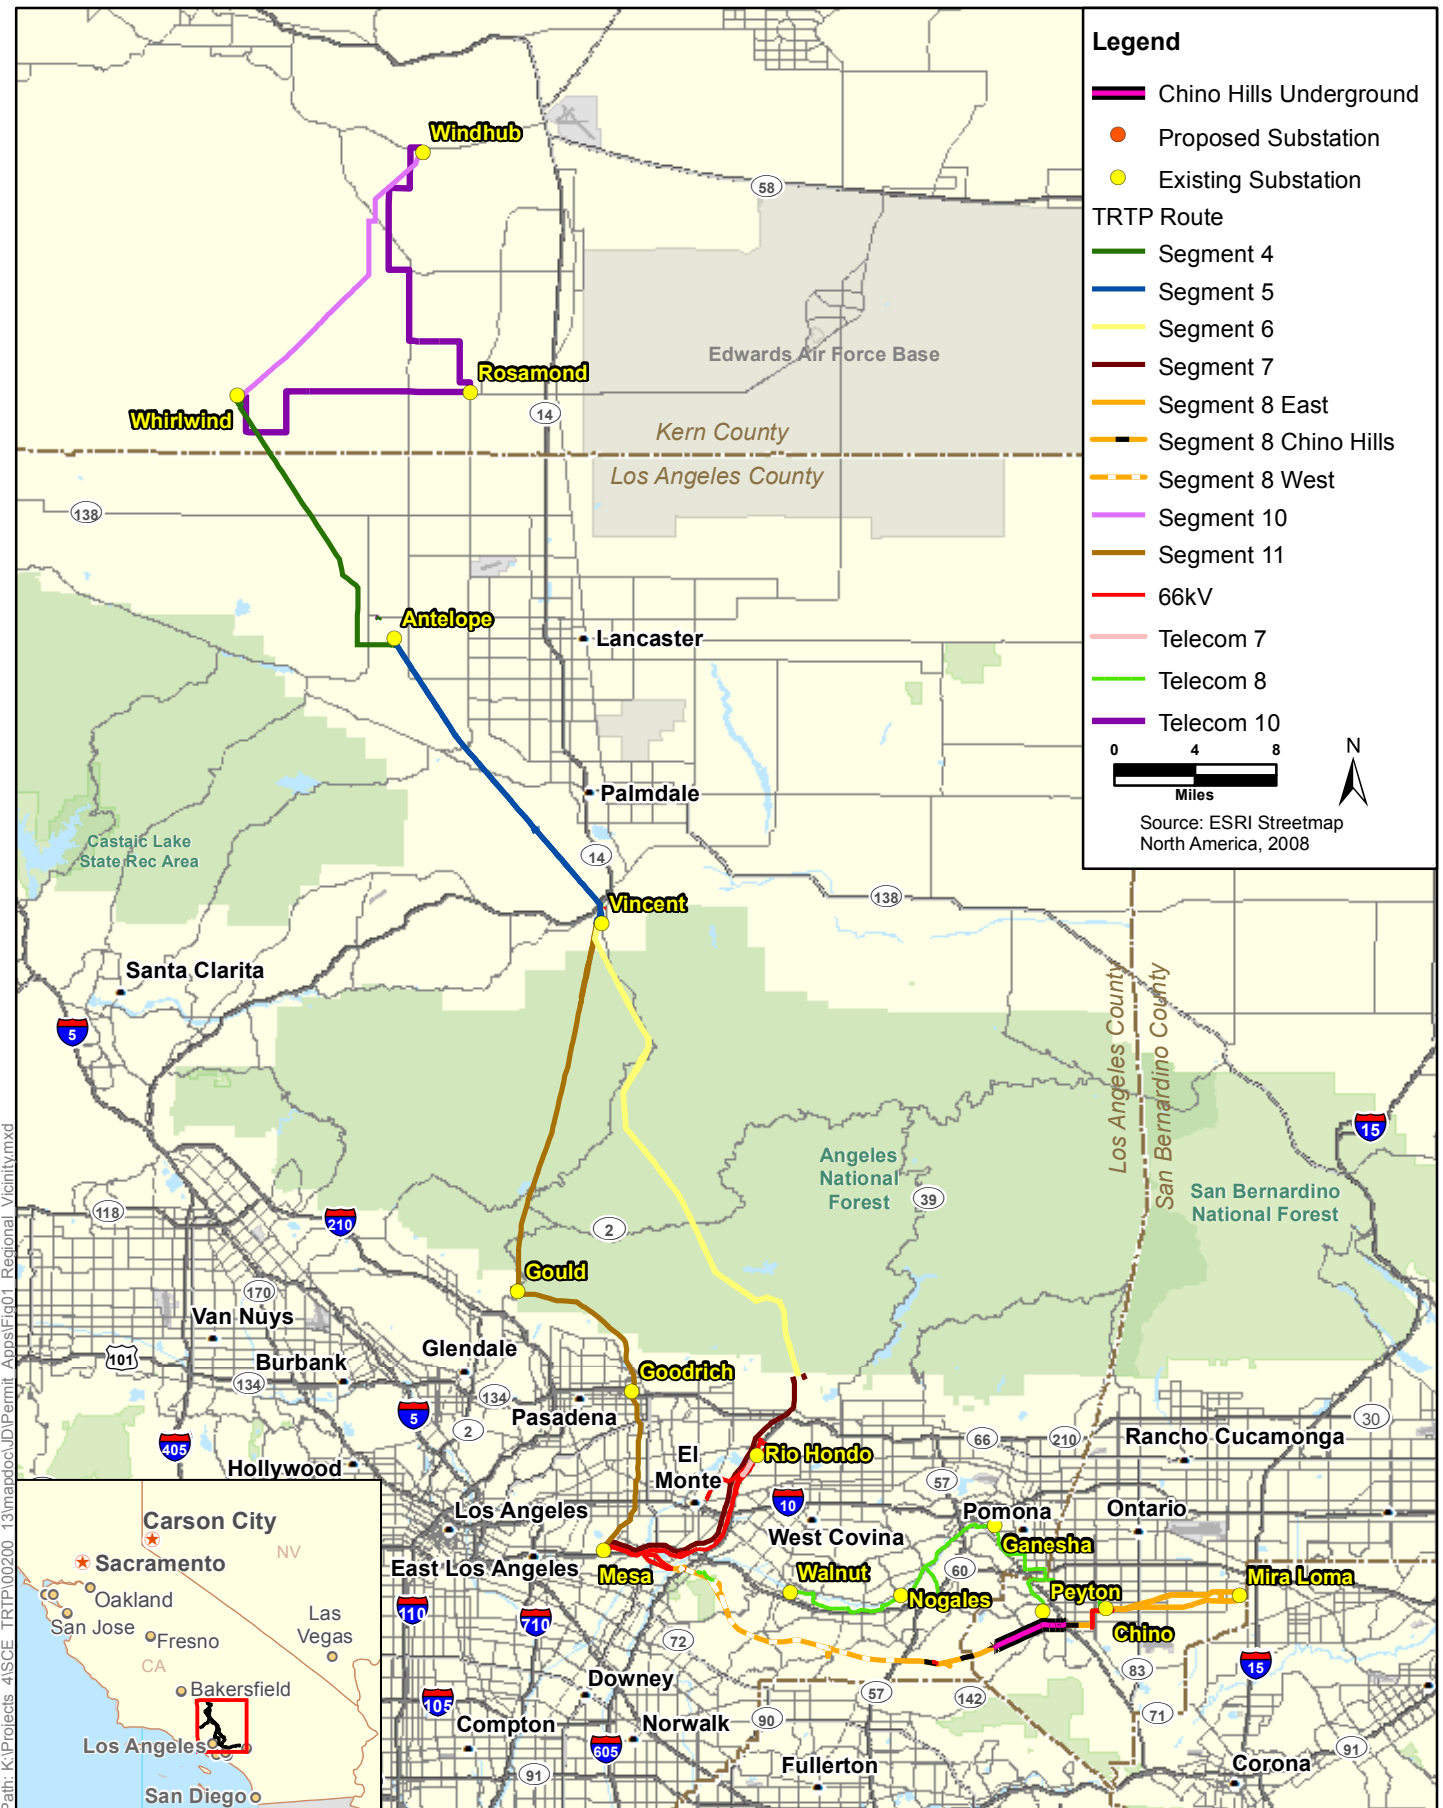 Legend
Chino Hills Underground
Proposed Substation
Existing Substation
TRTP Route
Segment 4
Segment 5
Segment 6
Segment 7
Segment 8 East
Segment 8 Chino Hills
Segment 8 West
Segment 10
Segment 11
66kV
Telecom 7
Telecom 8
Telecom 10
0 4 8
Miles
N
Source: ESRI Streetmap
North America, 2008
Windhub
58
Edwards Air Force Base
Rosamond
14
Whirlwind
Kern County
Los Angeles County
138
Antelope
Lancaster
Palmdale
Castaic Lake
State Rec Area
14
138
Vincent
Santa Clarita
5
Los Angeles County
San Bernardino County
15
Angeles
National
Forest
39
San Bernardino
National Forest
118
210
2
Gould
170
Van Nuys
101
Burbank
134
Glendale
134
Goodrich
5
2
Pasadena
405
Hollywood
El
Monte
Rio Hondo
66
210
Rancho Cucamonga
30
57
10
Los Angeles
West Covina
Pomona
Ontario
Ganesha
East Los Angeles
Mesa
Walnut
60
Nogales
Peyton
Mira Loma
Chino
110
710
72
83
15
Downey
105
57
142
71
Compton
Norwalk
90
605
Fullerton
91
Corona
91
Carson City
NV
Sacramento
Oakland
San Jose
Las
Vegas
Fresno
CA
Bakersfield
Los Angeles
San Diego
Path: K:\Projects_4\SCE_TRTP\00200_13\mapdoc\JD\Permit_Apps\Fig01_Regional_Vicinity.mxd